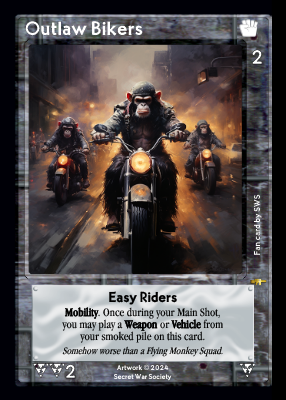 Outlaw Bikers
2
Fan card by SWS
Easy Riders
Mobility. Once during your Main Shot,
you may play a Weapon or Vehicle from
your smoked pile on this card.
Somehow worse than a Flying Monkey Squad.
2
Artwork © 2024
Secret War Society